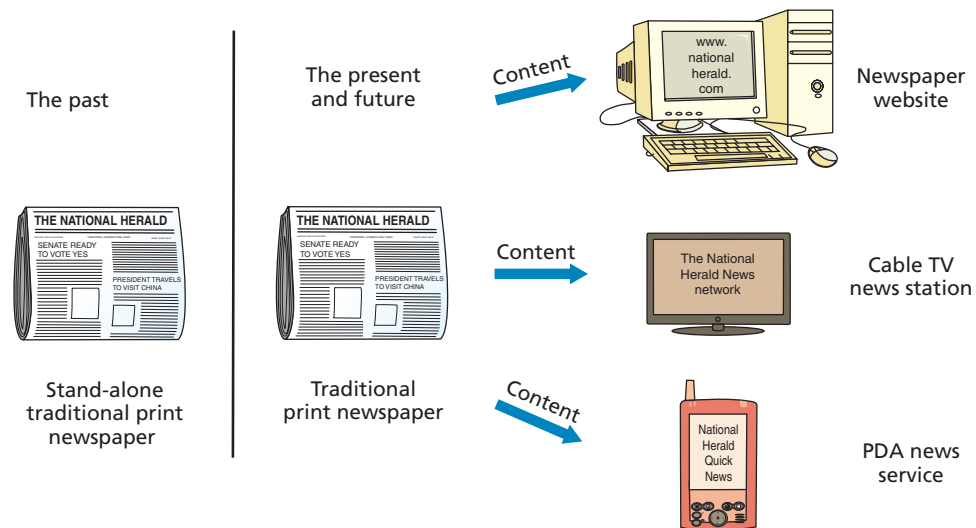 The past
The present
and future
Content
www.
national
herald.
com
Newspaper
website
THE NATIONAL HERALD
SENATE READY
TO VOTE YES
PRESIDENT TRAVELS
TO VISIT CHINA
Stand-alone
traditional print
newspaper
THE NATIONAL HERALD
SENATE READY
TO VOTE YES
PRESIDENT TRAVELS
TO VISIT CHINA
Traditional
print newspaper
Content
The National
Herald News
network
Cable TV
news station
Content
National
Herald
Quick
News
PDA news
service